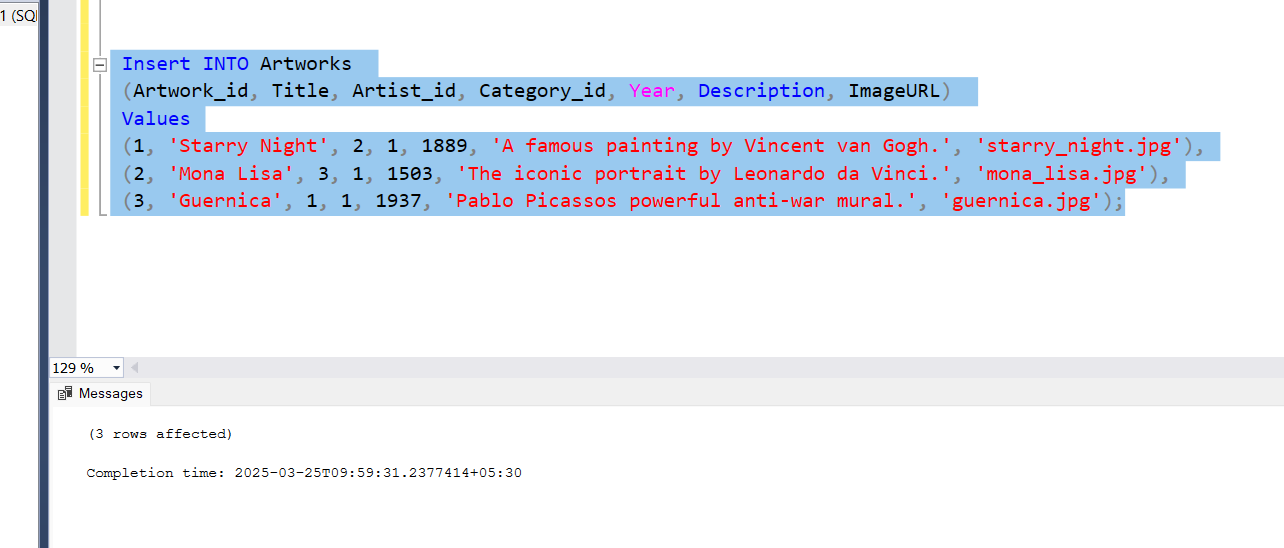 1 (SQ
Insert INTO Artworks
(Artwork_id, Title, Artist_id, Category_id, Year, Description, ImageURL)
Values
(1, 'Starry Night', 2, 1, 1889, 'A famous painting by Vincent van Gogh.', 'starry_night.jpg'),
(2, 'Mona Lisa', 3, 1, 1503, 'The iconic portrait by Leonardo da Vinci.', 'mona_lisa.jpg'),
(3, 'Guernica', 1, 1, 1937, 'Pablo Picassos powerful anti-war mural.', 'guernica.jpg');
129 %
Messages
(3 rows affected)
Completion time: 2025-03-25T09:59:31.2377414+05:30